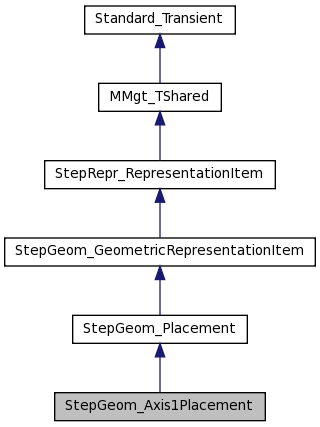 Standard_Transient
MMgt_TShared
StepRepr_RepresentationItem
StepGeom_GeometricRepresentationItem
StepGeom_Placement
StepGeom_Axis1Placement